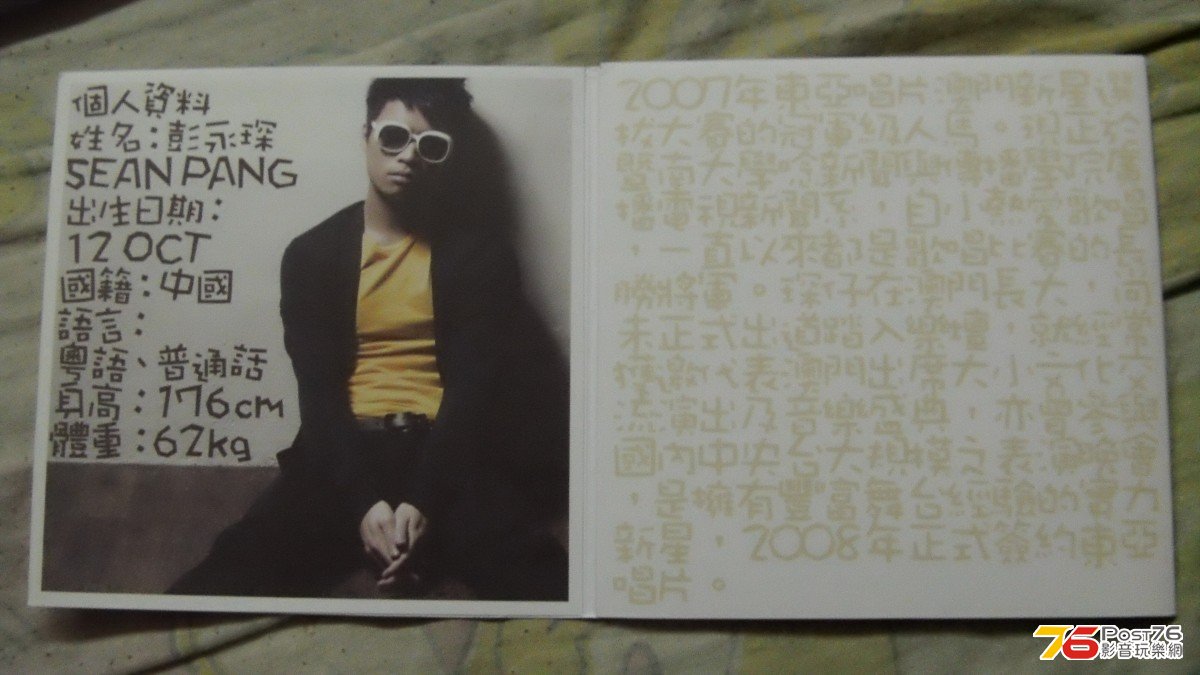 個人資料
姓名：彭永琛
SEAN PANG
出生日期：
12 OCT
國籍：中國
語言：
粵語、普通話
身高：176cm
體重：62kg
2007年東亞唱片澳門新星選
拔大賽的冠軍級人馬。現正於
暨南大學唸新聞與傳播學院廣
播電視新聞系，自小熱愛歌唱
，一直以來都是歌唱比賽的長
勝將軍。琛仔在澳門長大，尚
未正式出道踏入樂壇，就經常
獲邀代表澳門出席大小文化交
流演出及音樂盛典，亦曾參與
國內中央台大規模之表演晚會
，是擁有豐富舞台經驗的實力
新星，2008年正式簽約東亞
唱片。
76 POST76
影音玩樂網